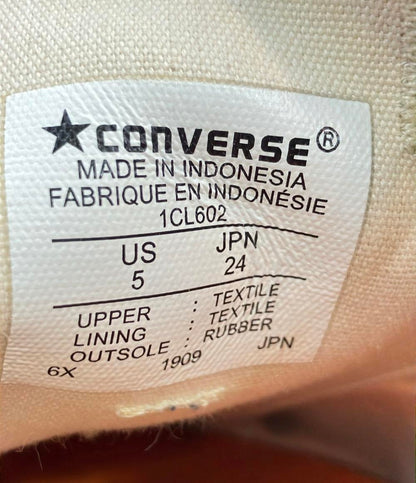 ★CONVERSE®
MADE IN INDONESIA
FABRIQUE EN INDONÉSIE
1CL602
US JPN
5 24
UPPER : TEXTILE
LINING : TEXTILE
OUTSOLE : RUBBER
6X 1909 JPN